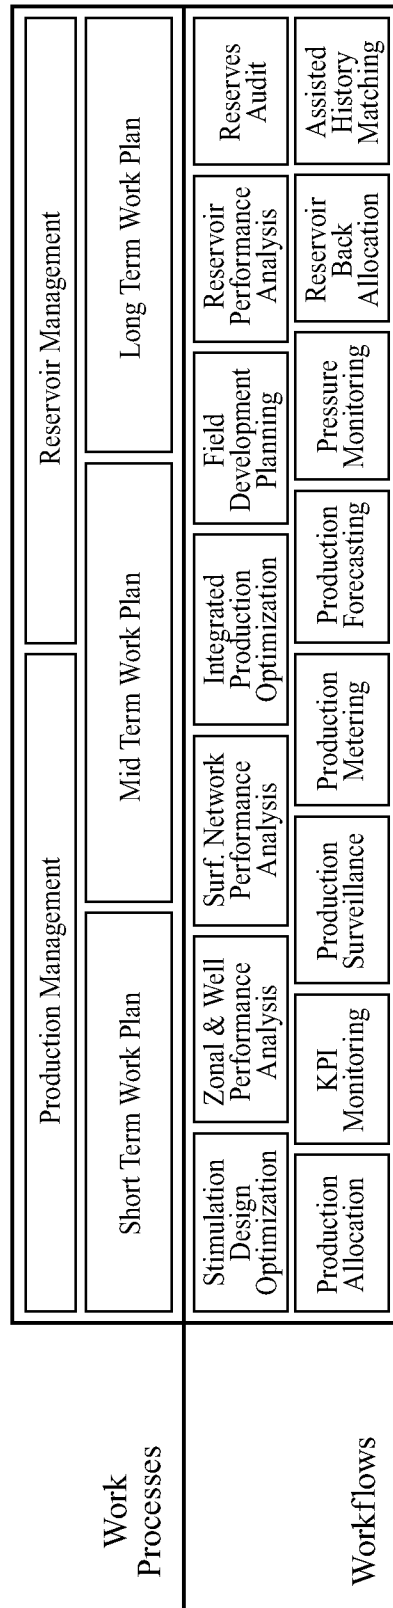 Work
Processes
Production Management
Reservoir Management
Short Term Work Plan
Mid Term Work Plan
Long Term Work Plan
Workflows
Stimulation
Design
Optimization
Zonal & Well
Performance
Analysis
Surf. Network
Performance
Analysis
Integrated
Production
Optimization
Field
Development
Planning
Reservoir
Performance
Analysis
Reserves
Audit
Production
Allocation
KPI
Monitoring
Production
Surveillance
Production
Metering
Production
Forecasting
Pressure
Monitoring
Reservoir
Back
Allocation
Assisted
History
Matching